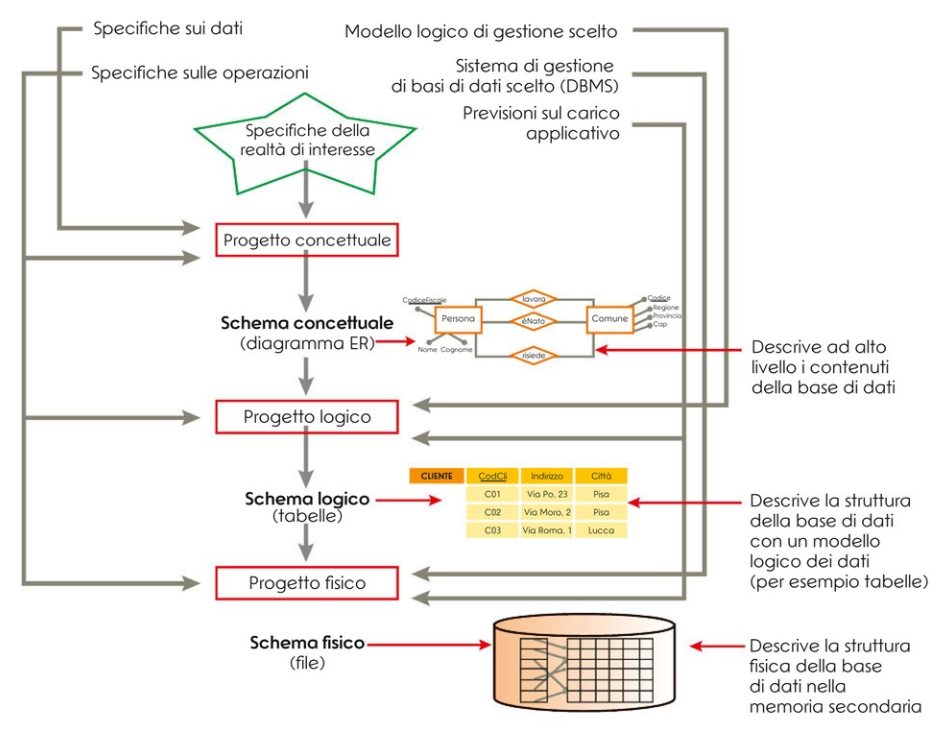 Specifiche sui dati
Modello logico di gestione scelto
Specifiche sulle operazioni
Sistema di gestione
di basi di dati scelto (DBMS)
Previsioni sul carico
applicativo
Specifiche della
realtà di interesse
Progetto concettuale
Schema concettuale
(diagramma ER)
CodiceFiscale
Persona
Nome Cognome
lavora
èNato
risiede
Comune
Codice
Regione
Provincia
Cap
Descrive ad alto
livello i contenuti
della base di dati
Progetto logico
Schema logico
(tabelle)
CLIENTE CodCli Indirizzo Città
C01 Via Po, 23 Pisa
C02 Via Moro, 2 Pisa
C03 Via Roma, 1 Lucca
Descrive la struttura
della base di dati
con un modello
logico dei dati
(per esempio tabelle)
Progetto fisico
Schema fisico
(file)
Descrive la struttura
fisica della base
di dati nella
memoria secondaria